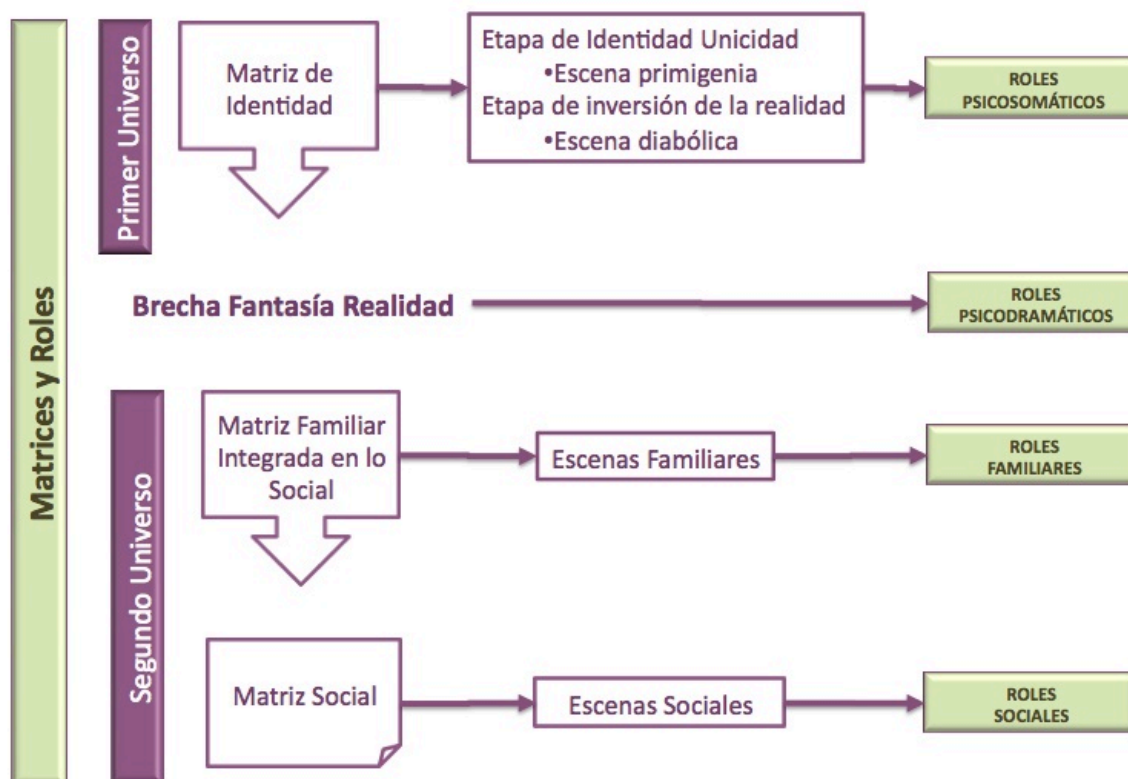 Matrices y Roles
Primer Universo
Matriz de
Identidad
Etapa de Identidad Unicidad
•Escena primigenia
Etapa de inversión de la realidad
•Escena diabólica
ROLES
PSICOSOMÁTICOS
Brecha Fantasía Realidad
ROLES
PSICODRAMÁTICOS
Segundo Universo
Matriz Familiar
Integrada en lo
Social
Escenas Familiares
ROLES
FAMILIARES
Matriz Social
Escenas Sociales
ROLES
SOCIALES